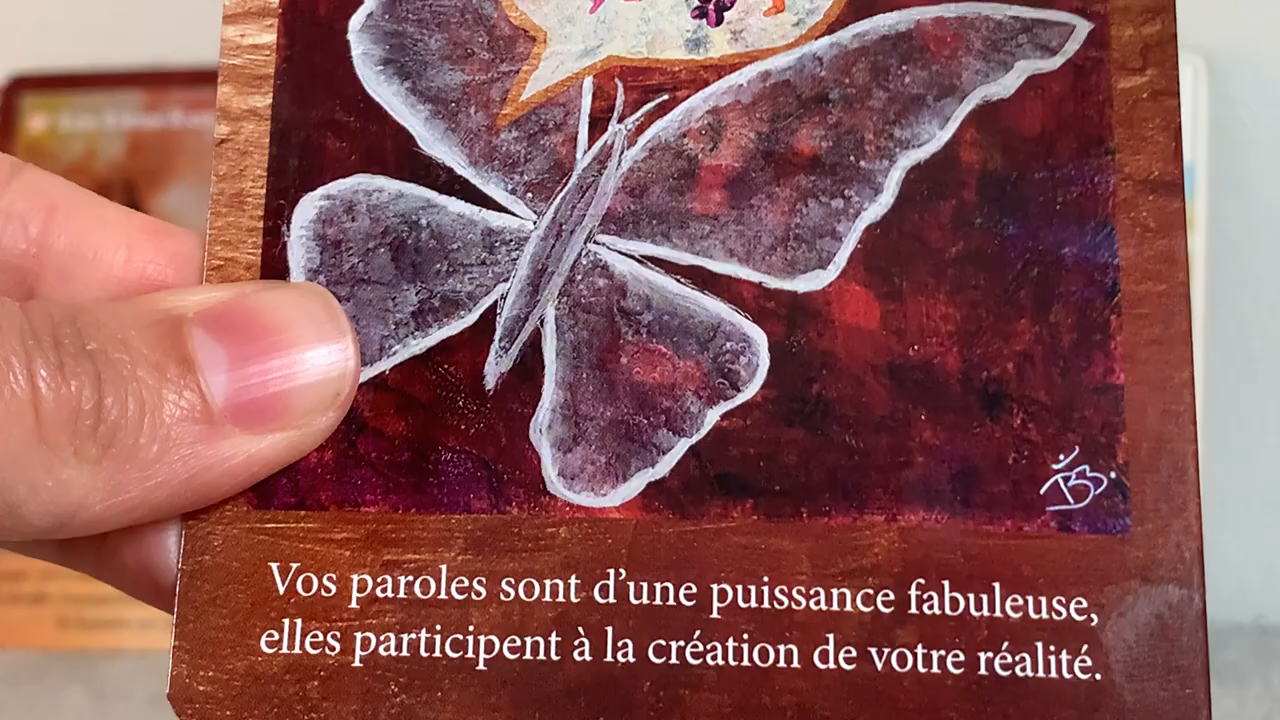 Vos paroles sont d’une puissance fabuleuse,
elles participent à la création de votre réalité.